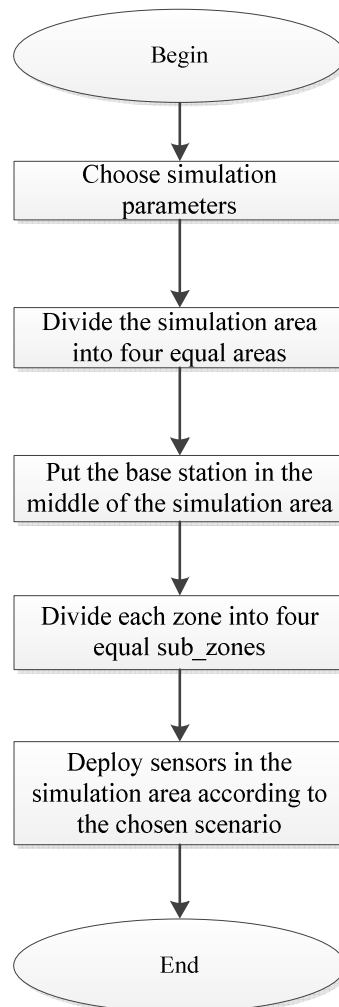 Begin
Choose simulation
parameters
Divide the simulation area
into four equal areas
Put the base station in the
middle of the simulation area
Divide each zone into four
equal sub_zones
Deploy sensors in the
simulation area according to
the chosen scenario
End